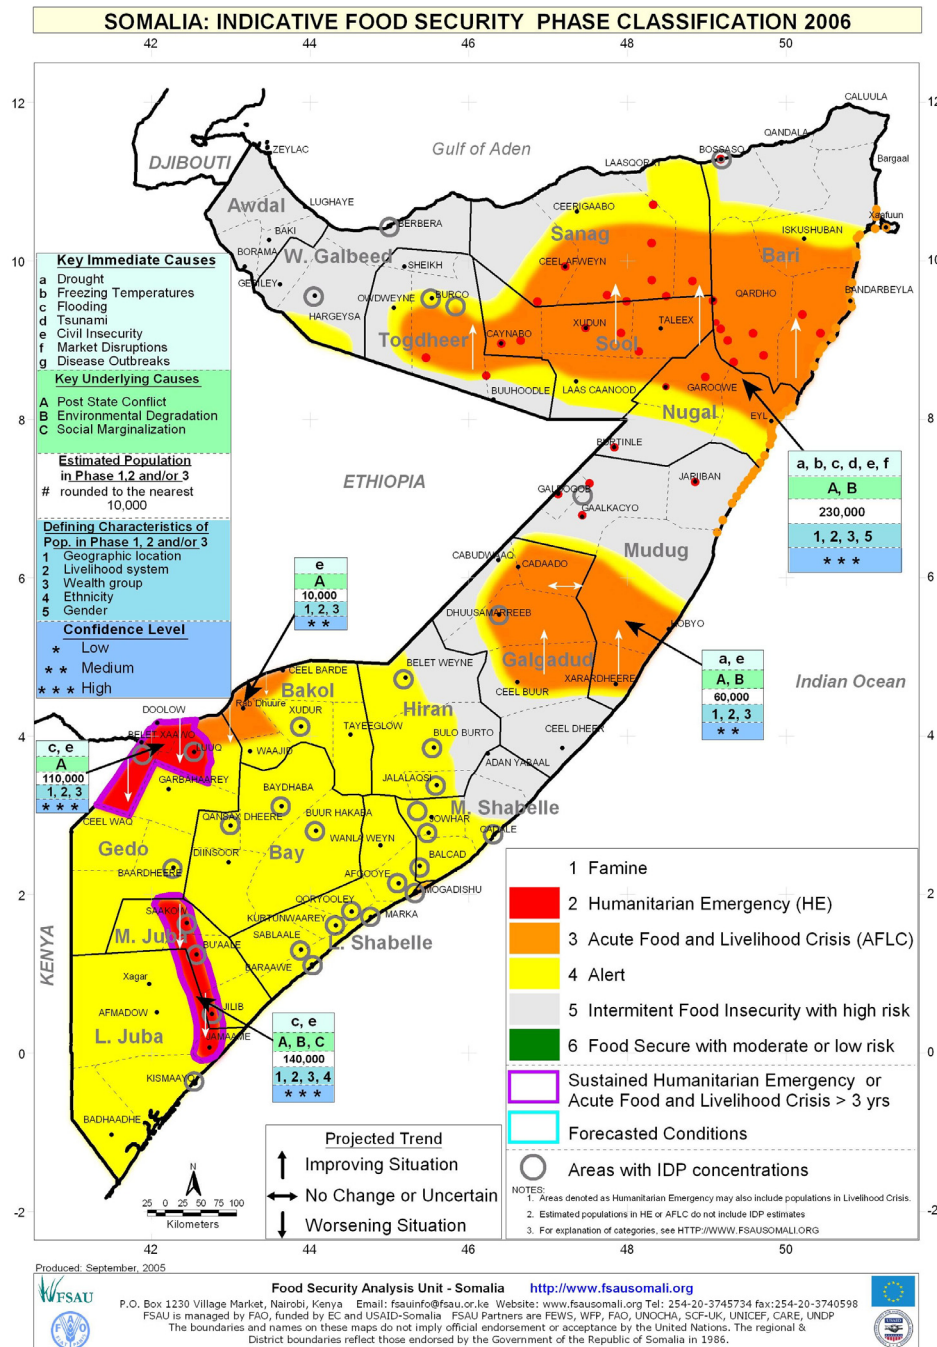 SOMALIA: INDICATIVE FOOD SECURITY PHASE CLASSIFICATION 2006
42 44 46 48 50
12 12
CALUULA
QANDALA
BOSSASO
Bargaal
LAASQORAY
Gulf of Aden
ZEYLAC
DJIBOUTI
CEERIGAABO
Xaafuun
Awdal
LUGHAYE
BERBERA
Sanag
ISKUSHUBAN
BAKI
W. Galbeed
Bari
10 10
BORAMA
SHEIKH
CEEL AFWEYN
GEBILEY
OWDWEYNE
BURCO
QARDHO
BANDARBEYLA
HARGEYSA
XUDUN
TALEEX
Togdheer
CAYNABO
Sool
BUUHOODLE
LAAS CAANOOD
GAROOWE
Nugal
EYL
8 8
BURTINLE
ETHIOPIA
GALDOGOB
JARIIBAN
GAALKACYO
Mudug
CABUDWAAQ
CADAADO
6 6
DHUUSAMARREEB
HOBYO
Galgadud
BELET WEYNE
CEEL BARDE
Bakol
Rab Dhuure
CEEL BUUR
XARARDHEERE
Indian Ocean
DOOLOW
XUDUR
Hiran
TAYEEGLOW
CEEL DHEER
4 4
BELET XAAWO
LUUQ
WAAJID
BULO BURTO
ADAN YABAAL
GARBAHAAREY
BAYDHABA
JALALAQSI
M. Shabelle
CEEL WAQ
QANSAX DHEERE
BUUR HAKABA
JOWHAR
CADALE
Gedo
Bay
WANLA WEYN
DIINSOOR
BALCAD
BAARDHEERE
AFGOOYE
MOGADISHU
2 2
SAAKOW
QORYOOLEY
KURTUNWAAREY
MARKA
M. Juba
BU'AALE
SABLAALE
L. Shabelle
KENYA
BARAAWE
Xagar
AFMADOW
JILIB
L. Juba
JAMAAME
0 0
KISMAAYO
BADHAADHE
-2 -2
Key Immediate Causes
a Drought
b Freezing Temperatures
c Flooding
d Tsunami
e Civil Insecurity
f Market Disruptions
g Disease Outbreaks
Key Underlying Causes
A Post State Conflict
B Environmental Degradation
C Social Marginalization
Estimated Population
in Phase 1,2 and/or 3
# rounded to the nearest
10,000
Defining Characteristics of
Pop. in Phase 1, 2 and/or 3
1 Geographic location
2 Livelihood system
3 Wealth group
4 Ethnicity
5 Gender
Confidence Level
* Low
* * Medium
* * * High
a, b, c, d, e, f
A, B
230,000
1, 2, 3, 5
* * *
e
A
10,000
1, 2, 3
* *
a, e
A, B
60,000
1, 2, 3
* *
c, e
A
110,000
1, 2, 3
* * *
c, e
A, B, C
140,000
1, 2, 3, 4
* * *
1 Famine
2 Humanitarian Emergency (HE)
3 Acute Food and Livelihood Crisis (AFLC)
4 Alert
5 Intermitent Food Insecurity with high risk
6 Food Secure with moderate or low risk
Sustained Humanitarian Emergency or
Acute Food and Livelihood Crisis > 3 yrs
Forecasted Conditions
Areas with IDP concentrations
NOTES:
1. Areas denoted as Humanitarian Emergency may also include populations in Livelihood Crisis.
2. Estimated populations in HE or AFLC do not include IDP estimates
3. For explanation of categories, see HTTP://WWW.FSAUSOMALI.ORG
Projected Trend
Improving Situation
No Change or Uncertain
Worsening Situation
N
25 0 25 50 75 100
Kilometers
42 44 46 48 50
Produced: September, 2005
FSAU
Food Security Analysis Unit - Somalia http://www.fsausomali.org
P.O. Box 1230 Village Market, Nairobi, Kenya Email: fsauinfo@fsau.or.ke Website: www.fsausomali.org Tel: 254-20-3745734 fax:254-20-3740598
FSAU is managed by FAO, funded by EC and USAID-Somalia FSAU Partners are FEWS, WFP, FAO, UNOCHA, SCF-UK, UNICEF, CARE, UNDP
The boundaries and names on these maps do not imply official endorsement or acceptance by the United Nations. The regional &
District boundaries reflect those endorsed by the Government of the Republic of Somalia in 1986.